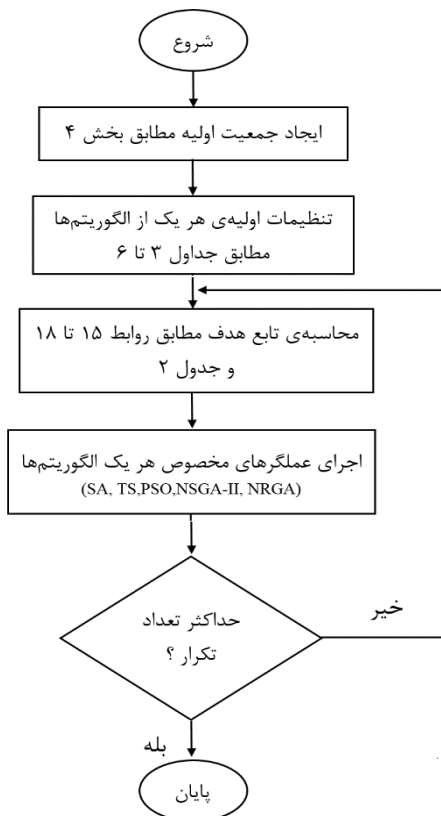 شروع
ایجاد جمعیت اولیه مطابق بخش ۴
تنظیمات اولیه‌ی هر یک از الگوریتم‌ها
مطابق جداول ۳ تا ۶
محاسبه‌ی تابع هدف مطابق روابط ۱۵ تا ۱۸
و جدول ۲
اجرای عملگرهای مخصوص هر یک الگوریتم‌ها
(SA, TS,PSO,NSGA-II, NRGA)
حداکثر تعداد
تکرار ؟
خیر
بله
پایان